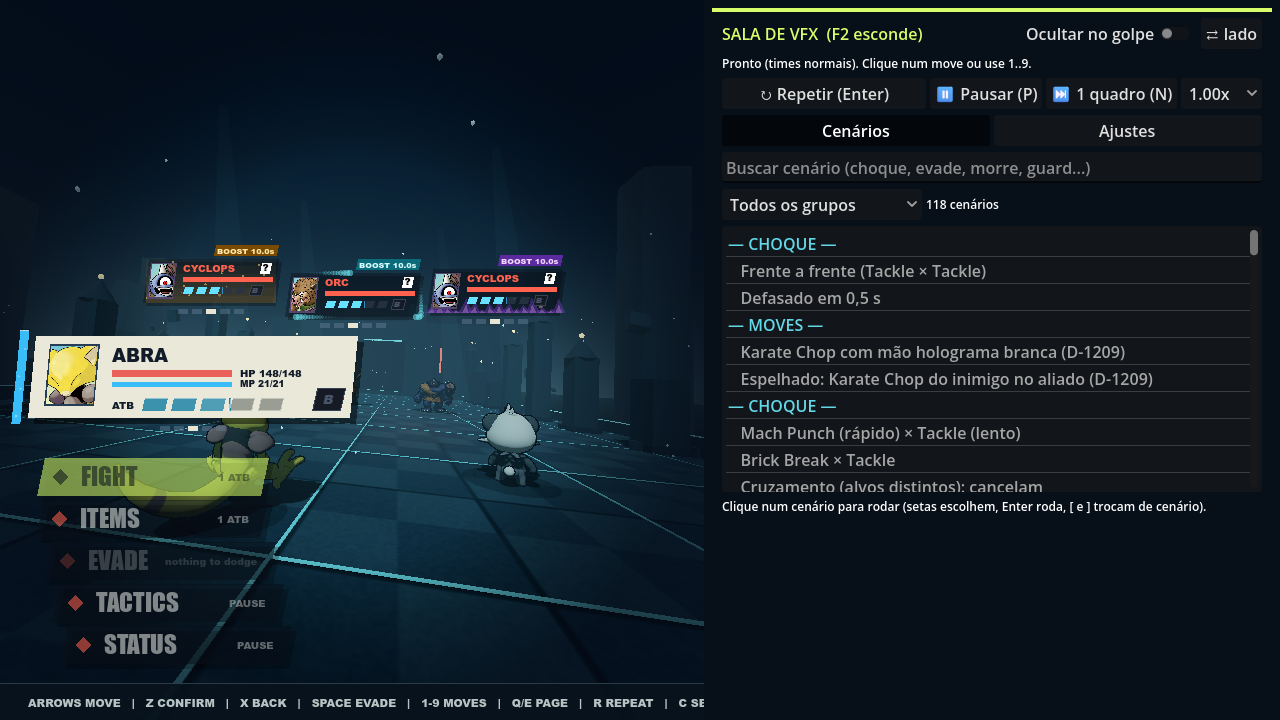 BOOST 10.0s
CYCLOPS
?
B
BOOST 10.0s
ORC
?
B
BOOST 10.0s
CYCLOPS
?
B
ABRA
HP 148/148
MP 21/21
ATB
B
FIGHT 1 ATB
ITEMS 1 ATB
EVADE nothing to dodge
TACTICS PAUSE
STATUS PAUSE
ARROWS MOVE | Z CONFIRM | X BACK | SPACE EVADE | 1-9 MOVES | Q/E PAGE | R REPEAT | C SE
SALA DE VFX (F2 esconde) Ocultar no golpe ⇄ lado
Pronto (times normais). Clique num move ou use 1..9.
↻ Repetir (Enter) ⏸ Pausar (P) ⏭ 1 quadro (N) 1.00x
Cenários Ajustes
Buscar cenário (choque, evade, morre, guard...)
Todos os grupos 118 cenários
— CHOQUE —
Frente a frente (Tackle × Tackle)
Defasado em 0,5 s
— MOVES —
Karate Chop com mão holograma branca (D-1209)
Espelhado: Karate Chop do inimigo no aliado (D-1209)
— CHOQUE —
Mach Punch (rápido) × Tackle (lento)
Brick Break × Tackle
Cruzamento (alvos distintos): cancelam
Clique num cenário para rodar (setas escolhem, Enter roda, [ e ] trocam de cenário).